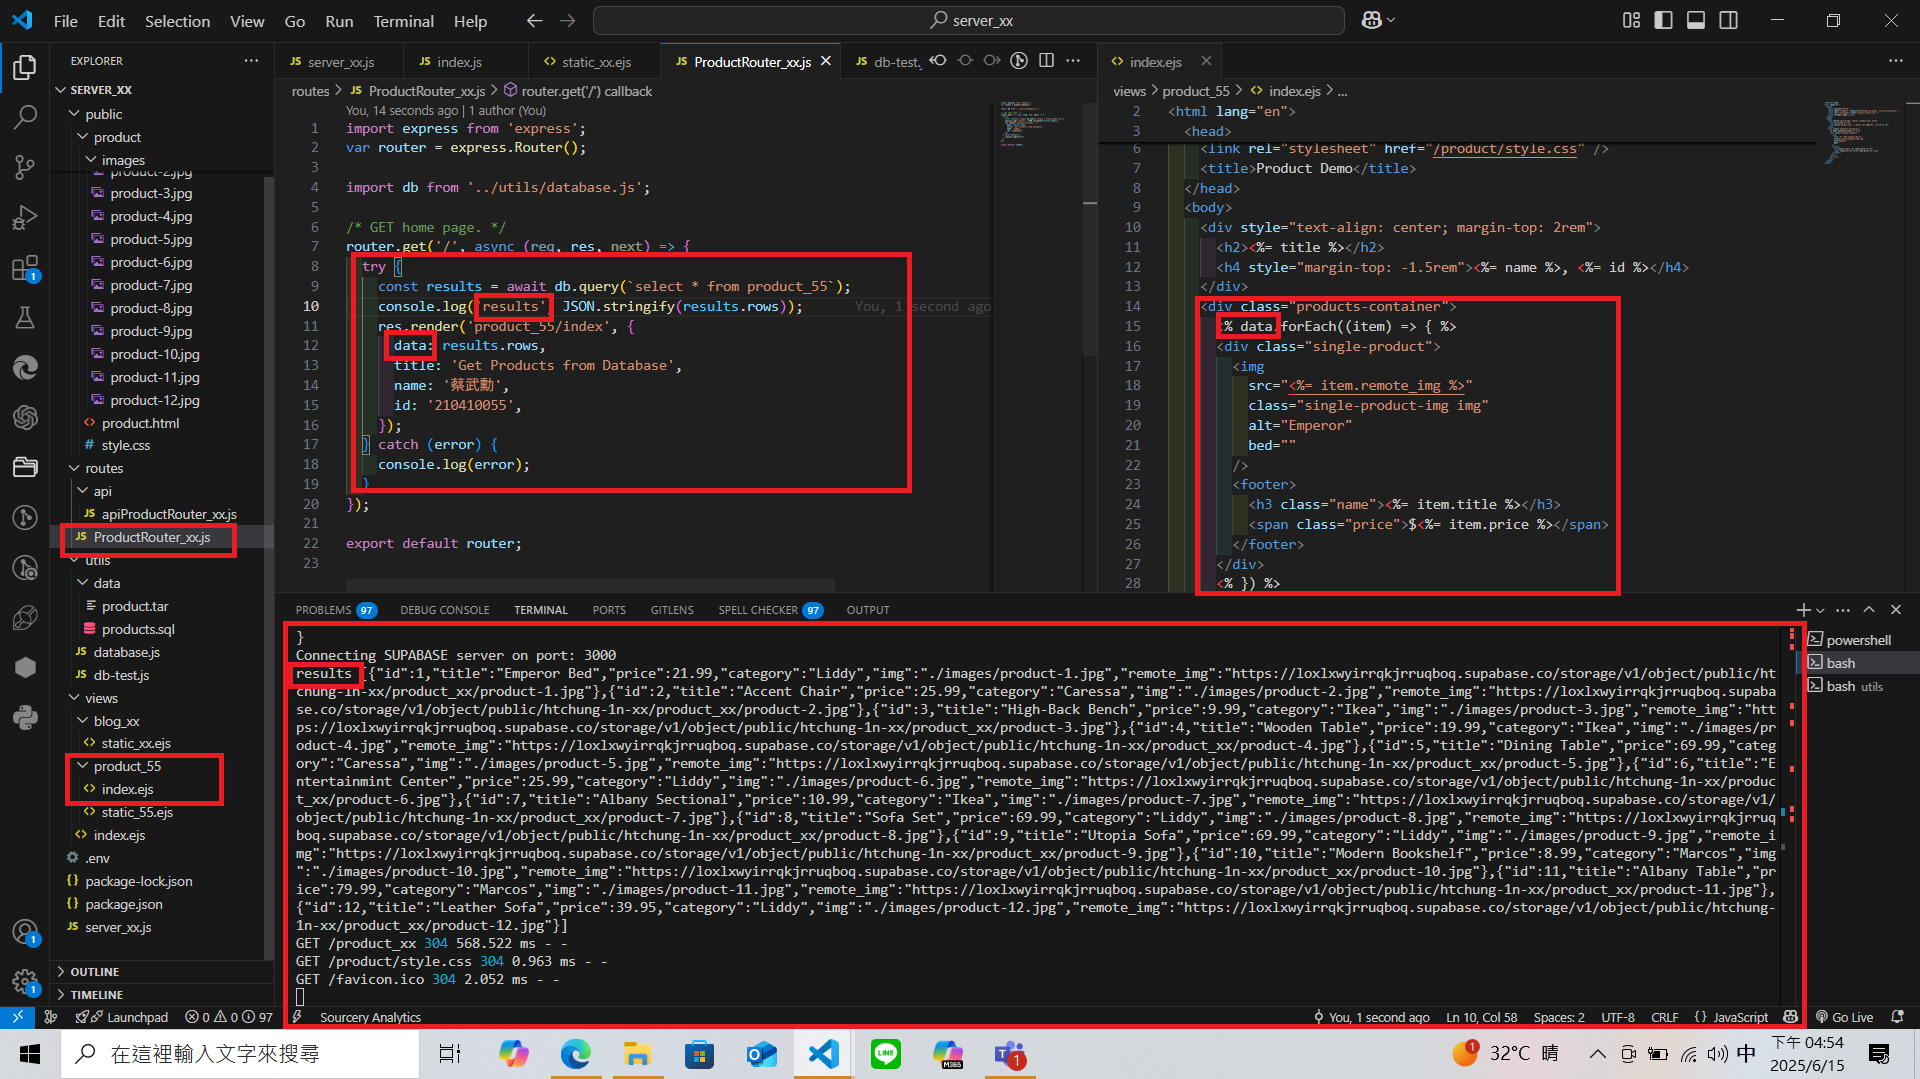 File Edit Selection View Go Run Terminal Help
server_xx
EXPLORER
SERVER_XX
public
product
images
product-2.jpg
product-3.jpg
product-4.jpg
product-5.jpg
product-6.jpg
product-7.jpg
product-8.jpg
product-9.jpg
product-10.jpg
product-11.jpg
product-12.jpg
product.html
style.css
routes
api
apiProductRouter_xx.js
ProductRouter_xx.js
utils
data
product.tar
products.sql
database.js
db-test.js
views
blog_xx
static_xx.ejs
product_55
index.ejs
static_55.ejs
index.ejs
.env
package-lock.json
package.json
server_xx.js
OUTLINE
TIMELINE
server_xx.js index.js static_xx.ejs ProductRouter_xx.js db-test.
routes > ProductRouter_xx.js > router.get('/') callback
You, 14 seconds ago | 1 author (You)
1 import express from 'express';
2 var router = express.Router();
3
4 import db from '../utils/database.js';
5
6 /* GET home page. */
7 router.get('/', async (req, res, next) => {
8 try {
9 const results = await db.query(`select * from product_55`);
10 console.log('results', JSON.stringify(results.rows)); You, 1 second ago
11 res.render('product_55/index', {
12 data: results.rows,
13 title: 'Get Products from Database',
14 name: '蔡武勳',
15 id: '210410055',
16 });
17 } catch (error) {
18 console.log(error);
19 }
20 });
21
22 export default router;
23
index.ejs
views > product_55 > index.ejs > ...
2 <html lang="en">
3 <head>
6 <link rel="stylesheet" href="/product/style.css" />
7 <title>Product Demo</title>
8 </head>
9 <body>
10 <div style="text-align: center; margin-top: 2rem">
11 <h2><%= title %></h2>
12 <h4 style="margin-top: -1.5rem"><%= name %>, <%= id %></h4>
13 </div>
14 <div class="products-container">
15 <% data.forEach((item) => { %>
16 <div class="single-product">
17 <img
18 src="<%= item.remote_img %>"
19 class="single-product-img img"
20 alt="Emperor"
21 bed=""
22 />
23 <footer>
24 <h3 class="name"><%= item.title %></h3>
25 <span class="price">$<%= item.price %></span>
26 </footer>
27 </div>
28 <% }) %>
PROBLEMS 97 DEBUG CONSOLE TERMINAL PORTS GITLENS SPELL CHECKER 97 OUTPUT
}
Connecting SUPABASE server on port: 3000
results [{"id":1,"title":"Emperor Bed","price":21.99,"category":"Liddy","img":"./images/product-1.jpg","remote_img":"https://loxlxwyirrqkjrruqboq.supabase.co/storage/v1/object/public/ht
chung-1n-xx/product_xx/product-1.jpg"},{"id":2,"title":"Accent Chair","price":25.99,"category":"Caressa","img":"./images/product-2.jpg","remote_img":"https://loxlxwyirrqkjrruqboq.supaba
se.co/storage/v1/object/public/htchung-1n-xx/product_xx/product-2.jpg"},{"id":3,"title":"High-Back Bench","price":9.99,"category":"Ikea","img":"./images/product-3.jpg","remote_img":"htt
ps://loxlxwyirrqkjrruqboq.supabase.co/storage/v1/object/public/htchung-1n-xx/product_xx/product-3.jpg"},{"id":4,"title":"Wooden Table","price":19.99,"category":"Ikea","img":"./images/pr
oduct-4.jpg","remote_img":"https://loxlxwyirrqkjrruqboq.supabase.co/storage/v1/object/public/htchung-1n-xx/product_xx/product-4.jpg"},{"id":5,"title":"Dining Table","price":69.99,"categ
ory":"Caressa","img":"./images/product-5.jpg","remote_img":"https://loxlxwyirrqkjrruqboq.supabase.co/storage/v1/object/public/htchung-1n-xx/product_xx/product-5.jpg"},{"id":6,"title":"E
ntertainmint Center","price":25.99,"category":"Liddy","img":"./images/product-6.jpg","remote_img":"https://loxlxwyirrqkjrruqboq.supabase.co/storage/v1/object/public/htchung-1n-xx/produc
t_xx/product-6.jpg"},{"id":7,"title":"Albany Sectional","price":10.99,"category":"Ikea","img":"./images/product-7.jpg","remote_img":"https://loxlxwyirrqkjrruqboq.supabase.co/storage/v1/
object/public/htchung-1n-xx/product_xx/product-7.jpg"},{"id":8,"title":"Sofa Set","price":69.99,"category":"Liddy","img":"./images/product-8.jpg","remote_img":"https://loxlxwyirrqkjrruq
boq.supabase.co/storage/v1/object/public/htchung-1n-xx/product_xx/product-8.jpg"},{"id":9,"title":"Utopia Sofa","price":69.99,"category":"Liddy","img":"./images/product-9.jpg","remote_i
mg":"https://loxlxwyirrqkjrruqboq.supabase.co/storage/v1/object/public/htchung-1n-xx/product_xx/product-9.jpg"},{"id":10,"title":"Modern Bookshelf","price":8.99,"category":"Marcos","img
":"./images/product-10.jpg","remote_img":"https://loxlxwyirrqkjrruqboq.supabase.co/storage/v1/object/public/htchung-1n-xx/product_xx/product-10.jpg"},{"id":11,"title":"Albany Table","pr
ice":79.99,"category":"Marcos","img":"./images/product-11.jpg","remote_img":"https://loxlxwyirrqkjrruqboq.supabase.co/storage/v1/object/public/htchung-1n-xx/product_xx/product-11.jpg"},
{"id":12,"title":"Leather Sofa","price":39.95,"category":"Liddy","img":"./images/product-12.jpg","remote_img":"https://loxlxwyirrqkjrruqboq.supabase.co/storage/v1/object/public/htchung-
1n-xx/product_xx/product-12.jpg"}]
GET /product_xx 304 568.522 ms - -
GET /product/style.css 304 0.963 ms - -
GET /favicon.ico 304 2.052 ms - -
powershell
bash
bash utils
Launchpad 0 0 97 Sourcery Analytics You, 1 second ago Ln 10, Col 58 Spaces: 2 UTF-8 CRLF {} JavaScript Go Live
在這裡輸入文字來搜尋
32°C 晴 中 下午 04:54
2025/6/15